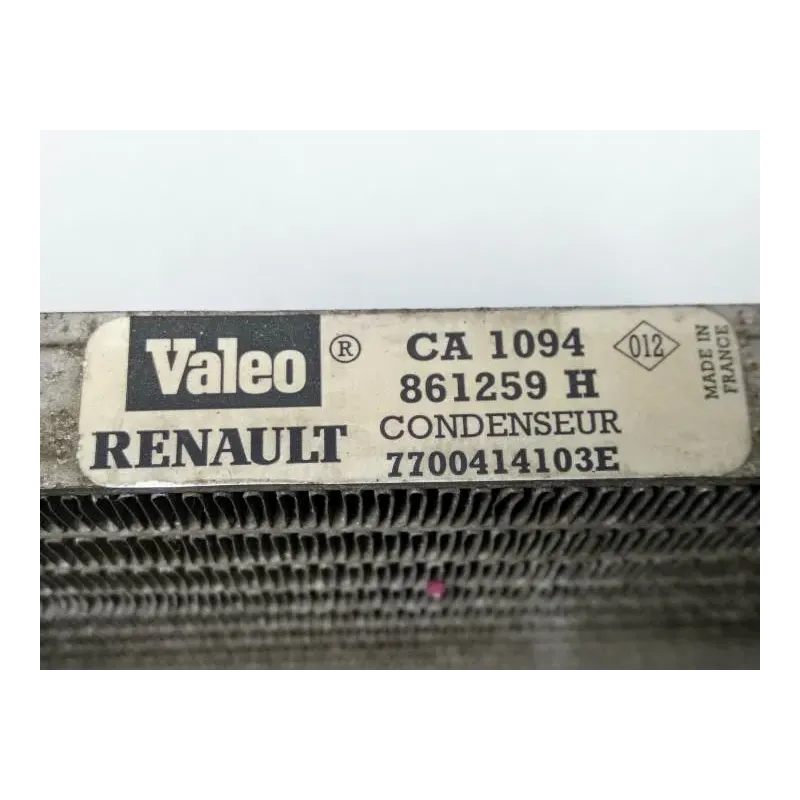 Valeo ® CA 1094 012
861259 H
RENAULT CONDENSEUR
7700414103E
MADE IN
FRANCE